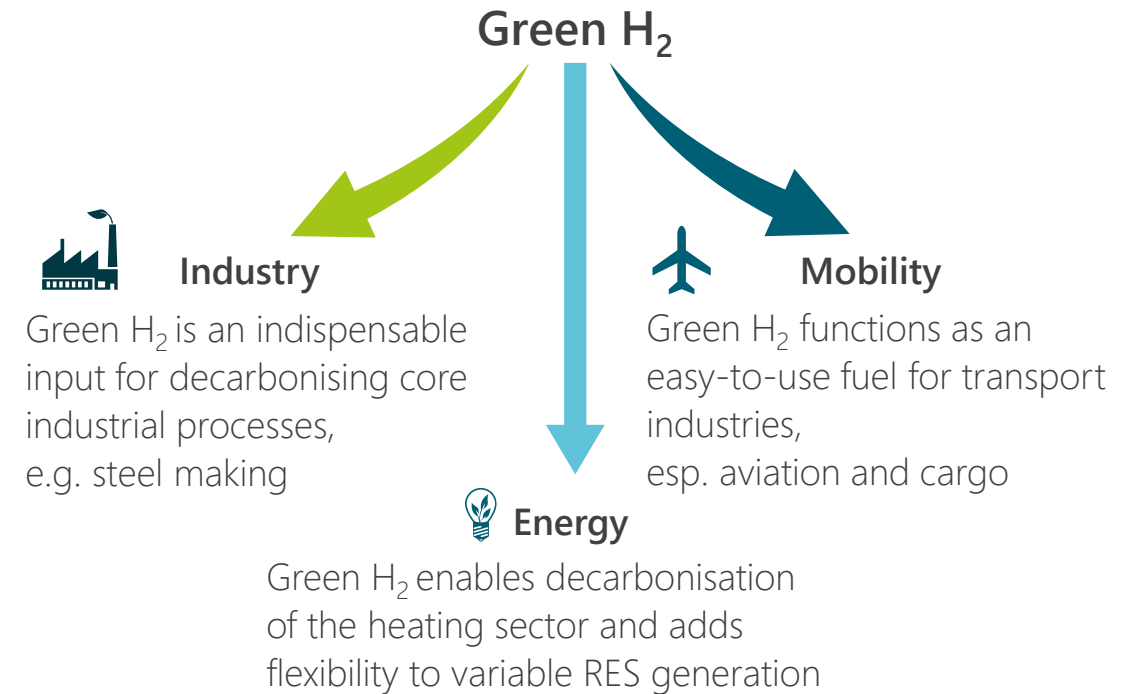 Green H₂
Industry
Green H₂ is an indispensable
input for decarbonising core
industrial processes,
e.g. steel making
Mobility
Green H₂ functions as an
easy-to-use fuel for transport
industries,
esp. aviation and cargo
Energy
Green H₂ enables decarbonisation
of the heating sector and adds
flexibility to variable RES generation